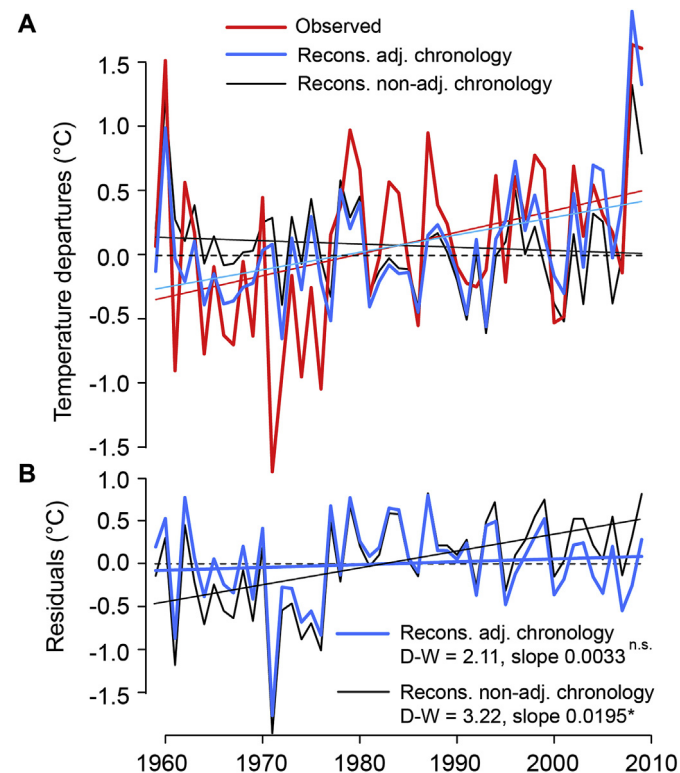 A
Observed
Recons. adj. chronology
Recons. non-adj. chronology
Temperature departures (°C)
1.5
1.0
0.5
0.0
-0.5
-1.0
-1.5
B
Residuals (°C)
1.0
0.5
0.0
-0.5
-1.0
-1.5
Recons. adj. chronology
D-W = 2.11, slope 0.0033 n.s.
Recons. non-adj. chronology
D-W = 3.22, slope 0.0195*
1960 1970 1980 1990 2000 2010